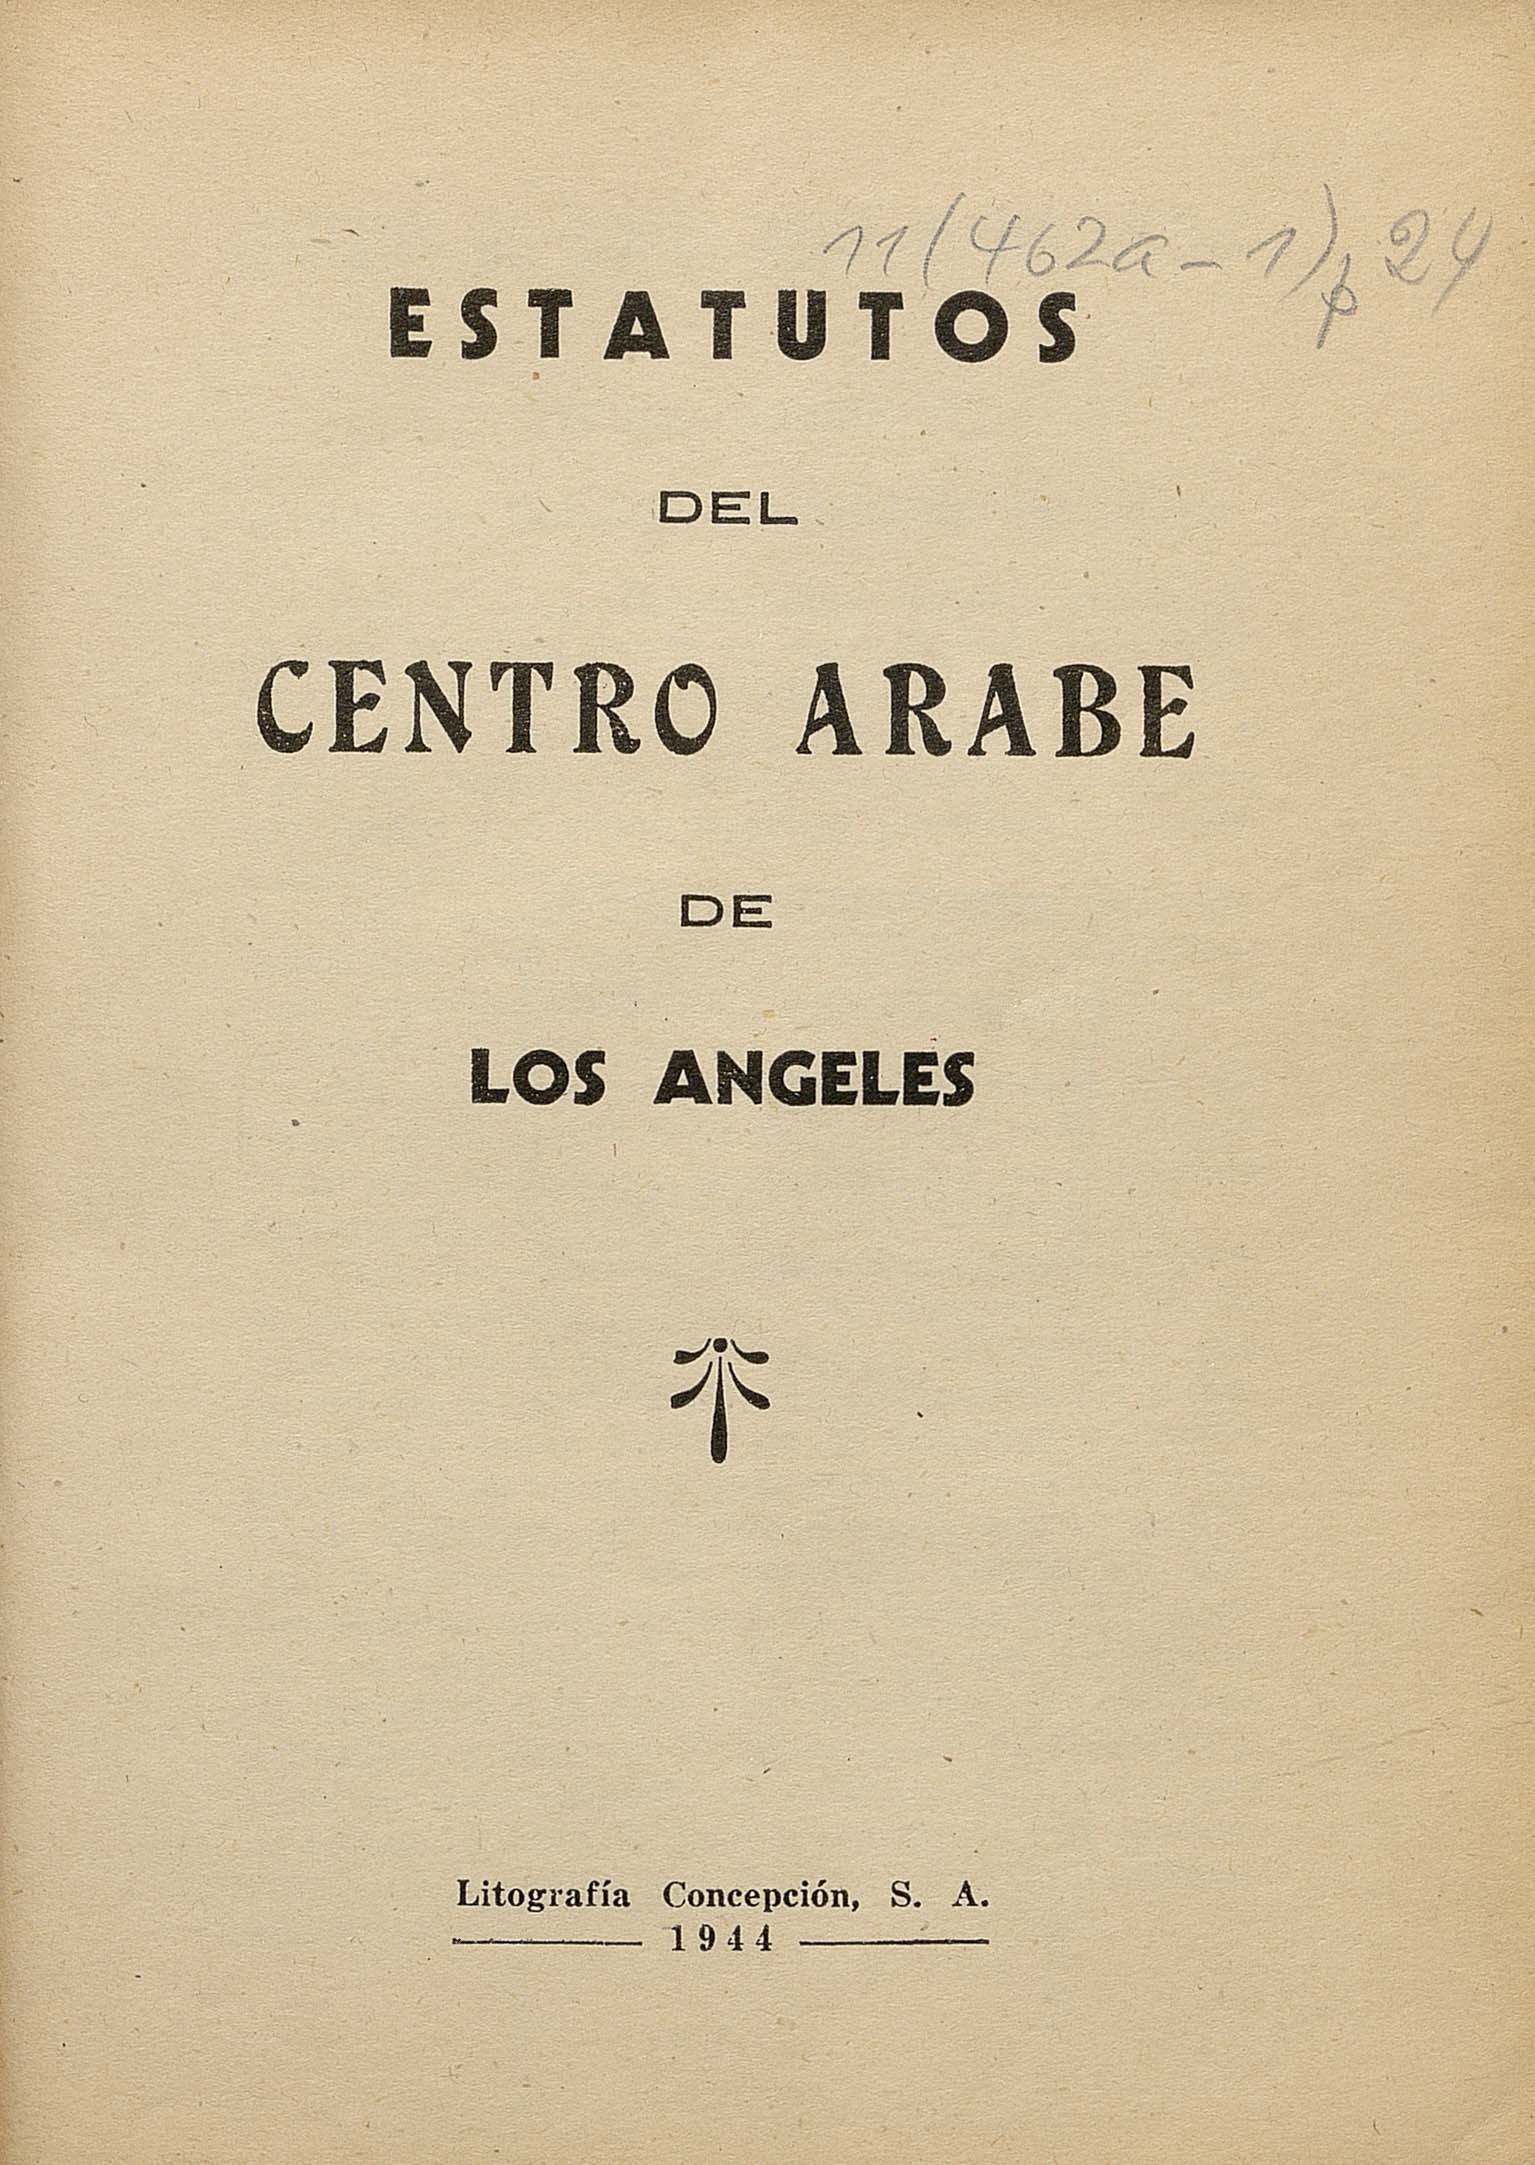 11(462a-1) p 24
ESTATUTOS
DEL
CENTRO ARABE
DE
LOS ANGELES
Litografía Concepción, S. A.
1944